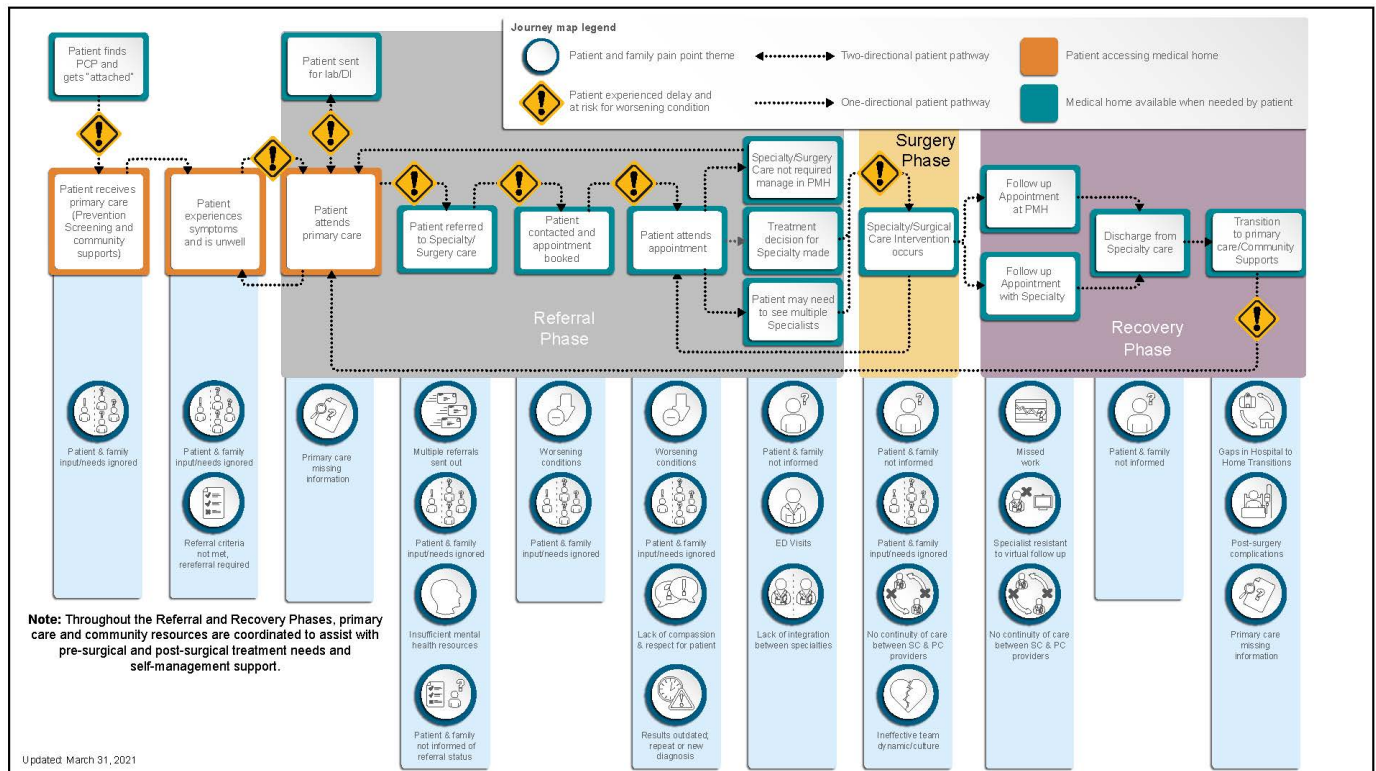 Journey map legend
Patient and family pain point theme
Two-directional patient pathway
Patient accessing medical home
Patient experienced delay and
at risk for worsening condition
One-directional patient pathway
Medical home available when needed by patient
Patient finds
PCP and
gets "attached"
Patient sent
for lab/DI
Patient receives
primary care
(Prevention
Screening and
community
supports)
Patient
experiences
symptoms
and is unwell
Patient
attends
primary care
Patient referred
to Specialty/
Surgery care
Patient
contacted and
appointment
booked
Patient attends
appointment
Specialty/Surgery
Care not required
manage in PMH
Treatment
decision for
Specialty made
Patient may need
to see multiple
Specialists
Referral
Phase
Surgery
Phase
Specialty/Surgical
Care Intervention
occurs
Follow up
Appointment
at PMH
Follow up
Appointment
with Specialty
Discharge from
Specialty care
Transition
to primary
care/Community
Supports
Recovery
Phase
Patient & family
input/needs ignored
Patient & family
input/needs ignored
Referral criteria
not met,
rereferral required
Primary care
missing
information
Multiple referrals
sent out
Patient & family
input/needs ignored
Insufficient mental
health resources
Patient & family
not informed of
referral status
Worsening
conditions
Patient & family
input/needs ignored
Worsening
conditions
Patient & family
input/needs ignored
Lack of compassion
& respect for patient
Results outdated;
repeat or new
diagnosis
Patient & family
not informed
ED Visits
Lack of integration
between specialties
Patient & family
not informed
Patient & family
input/needs ignored
No continuity of care
between SC & PC
providers
Ineffective team
dynamic/culture
Missed
work
Specialist resistant
to virtual follow up
No continuity of care
between SC & PC
providers
Patient & family
not informed
Gaps in Hospital to
Home Transitions
Post-surgery
complications
Primary care
missing
information
Note: Throughout the Referral and Recovery Phases, primary
care and community resources are coordinated to assist with
pre-surgical and post-surgical treatment needs and
self-management support.
Updated: March 31, 2021